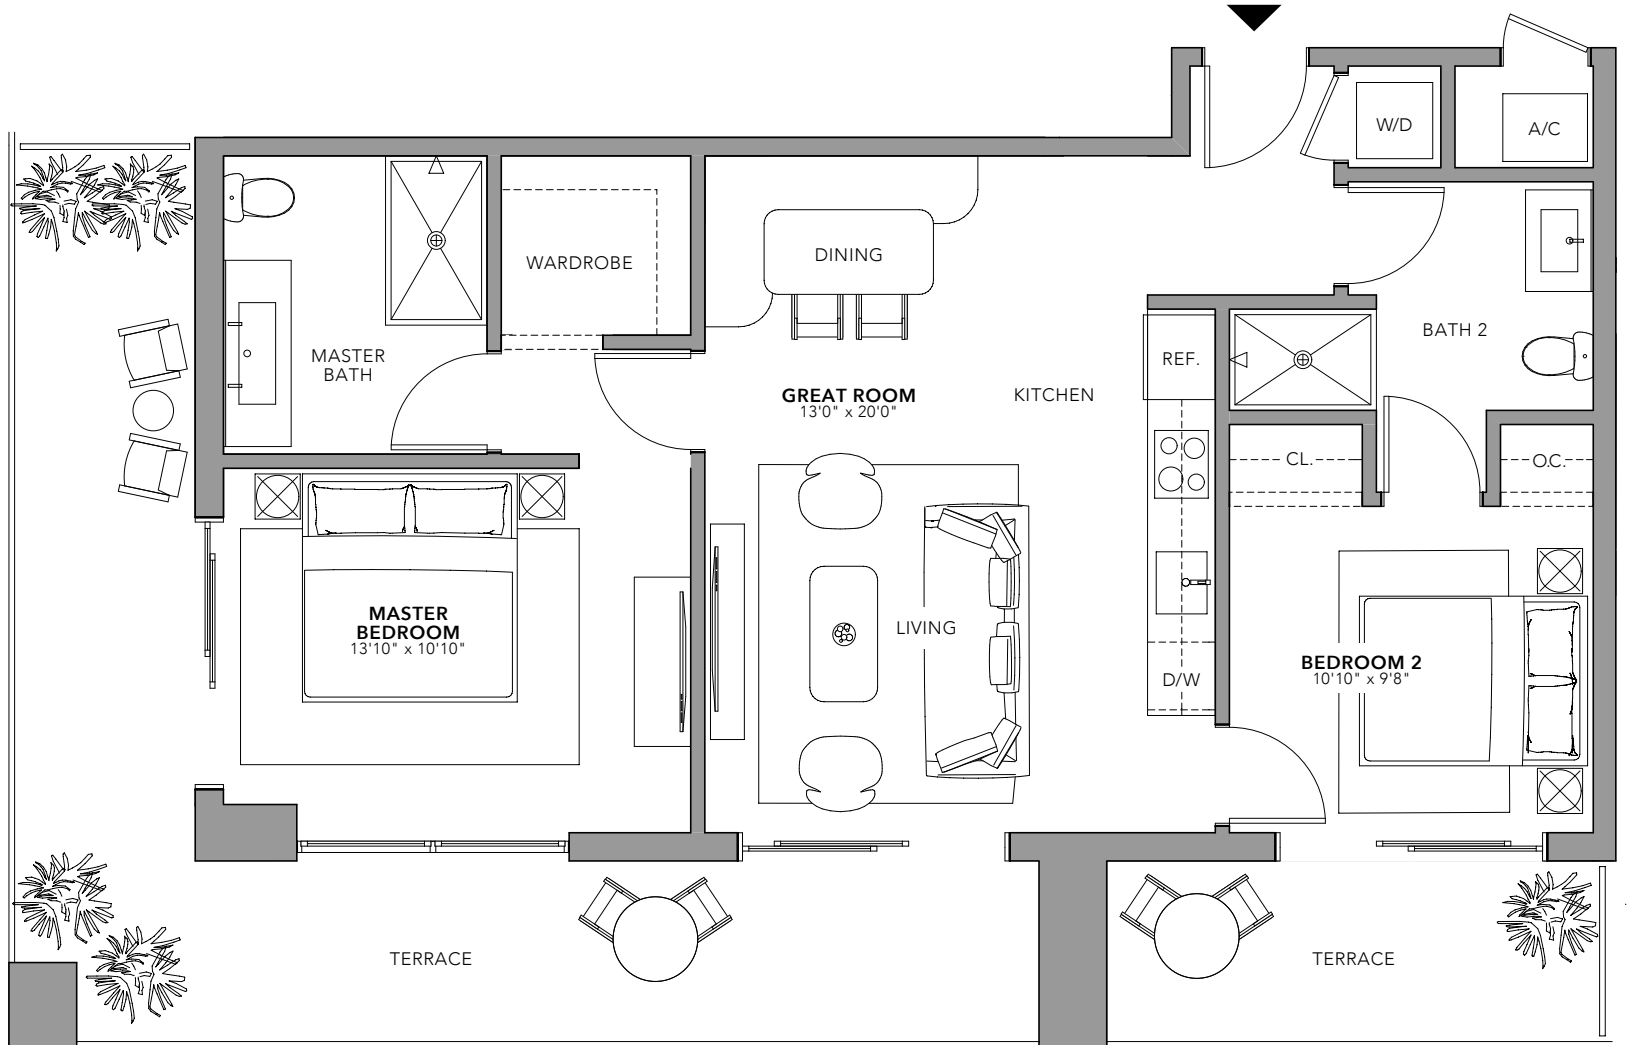 W/D
A/C
DINING
WARDROBE
MASTER
BATH
BATH 2
REF.
GREAT ROOM
13'0" x 20'0"
KITCHEN
CL.
O.C.
MASTER
BEDROOM
13'10" x 10'10"
LIVING
D/W
BEDROOM 2
10'10" x 9'8"
TERRACE
TERRACE